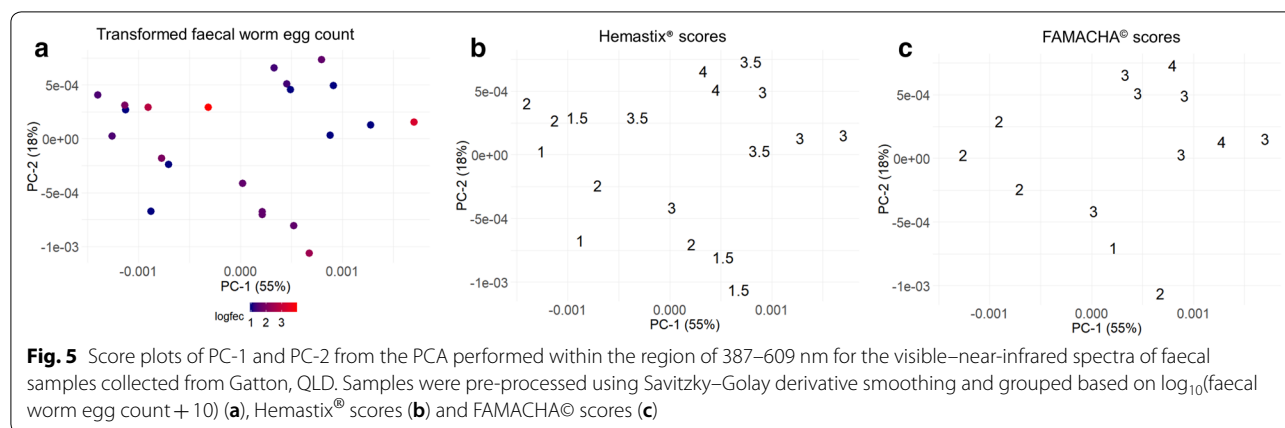 a Transformed faecal worm egg count
5e-04
0e+00
-5e-04
-1e-03
PC-2 (18%)
-0.001 0.000 0.001
PC-1 (55%)
logfec
1 2 3
b Hemastix® scores
5e-04
0e+00
-5e-04
-1e-03
PC-2 (18%)
4 3.5
4 3
2
2 1.5 3.5
1 3.5 3 3
2
3
1 2
1.5
1.5
-0.001 0.000 0.001
PC-1 (55%)
c FAMACHA© scores
5e-04
0e+00
-5e-04
-1e-03
PC-2 (18%)
3 4
3 3
2
2 3 4 3
2
3
1
2
-0.001 0.000 0.001
PC-1 (55%)
Fig. 5 Score plots of PC-1 and PC-2 from the PCA performed within the region of 387–609 nm for the visible–near-infrared spectra of faecal
samples collected from Gatton, QLD. Samples were pre-processed using Savitzky–Golay derivative smoothing and grouped based on log10(faecal
worm egg count + 10) (a), Hemastix® scores (b) and FAMACHA© scores (c)